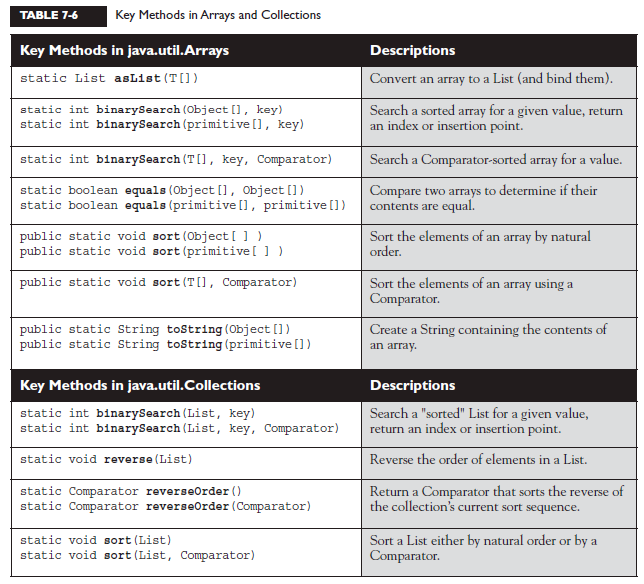 TABLE 7-6 Key Methods in Arrays and Collections
Key Methods in java.util.Arrays Descriptions
static List asList(T[]) Convert an array to a List (and bind them).
static int binarySearch(Object[], key) Search a sorted array for a given value, return
static int binarySearch(primitive[], key) an index or insertion point.
static int binarySearch(T[], key, Comparator) Search a Comparator-sorted array for a value.
static boolean equals(Object[], Object[]) Compare two arrays to determine if their
static boolean equals(primitive[], primitive[]) contents are equal.
public static void sort(Object[ ] ) Sort the elements of an array by natural
public static void sort(primitive[ ] ) order.
public static void sort(T[], Comparator) Sort the elements of an array using a
Comparator.
public static String toString(Object[]) Create a String containing the contents of
public static String toString(primitive[]) an array.
Key Methods in java.util.Collections Descriptions
static int binarySearch(List, key) Search a "sorted" List for a given value,
static int binarySearch(List, key, Comparator) return an index or insertion point.
static void reverse(List) Reverse the order of elements in a List.
static Comparator reverseOrder() Return a Comparator that sorts the reverse of
static Comparator reverseOrder(Comparator) the collection's current sort sequence.
static void sort(List) Sort a List either by natural order or by a
static void sort(List, Comparator) Comparator.